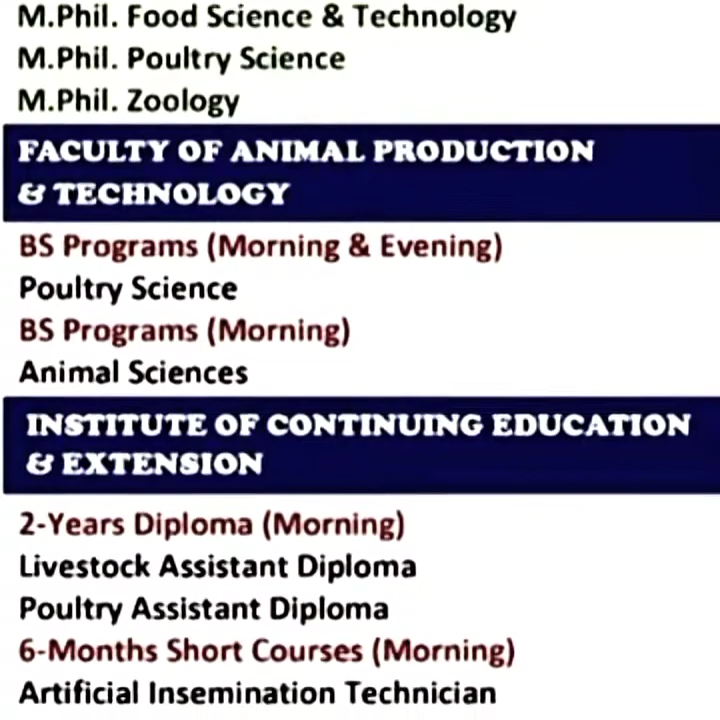 M.Phil. Food Science & Technology
M.Phil. Poultry Science
M.Phil. Zoology
FACULTY OF ANIMAL PRODUCTION
& TECHNOLOGY
BS Programs (Morning & Evening)
Poultry Science
BS Programs (Morning)
Animal Sciences
INSTITUTE OF CONTINUING EDUCATION
& EXTENSION
2-Years Diploma (Morning)
Livestock Assistant Diploma
Poultry Assistant Diploma
6-Months Short Courses (Morning)
Artificial Insemination Technician